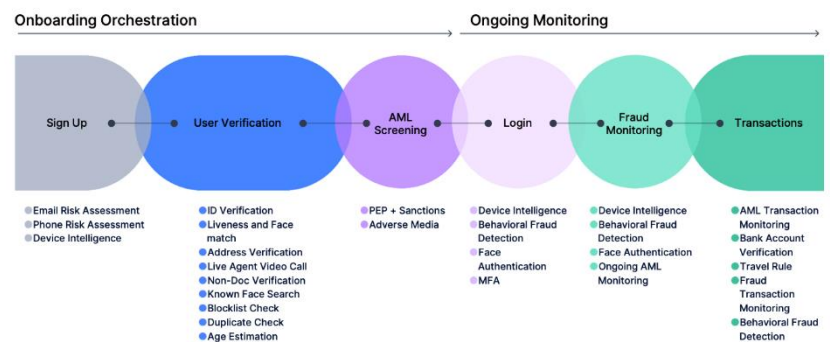 Onboarding Orchestration
Ongoing Monitoring
Sign Up
User Verification
AML
Screening
Login
Fraud
Monitoring
Transactions
Email Risk Assessment
Phone Risk Assessment
Device Intelligence
ID Verification
Liveness and Face
match
Address Verification
Live Agent Video Call
Non-Doc Verification
Known Face Search
Blocklist Check
Duplicate Check
Age Estimation
PEP + Sanctions
Adverse Media
Device Intelligence
Behavioral Fraud
Detection
Face
Authentication
MFA
Device Intelligence
Behavioral Fraud
Detection
Face Authentication
Ongoing AML
Monitoring
AML Transaction
Monitoring
Bank Account
Verification
Travel Rule
Fraud
Transaction
Monitoring
Behavioral Fraud
Detection